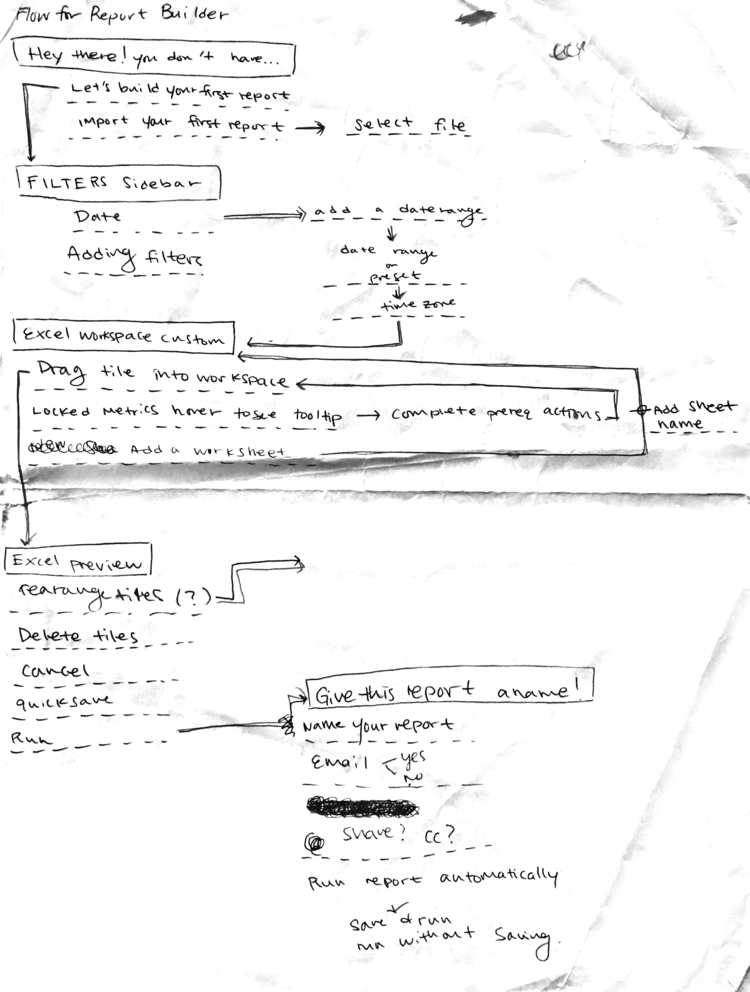 Flow for Report Builder
Hey there! you don't have...
Let's build your first report
import your first report → select file
FILTERS Sidebar
Date → add a daterange
Adding filters
date range
or
preset
time zone
Excel workspace custom
Drag tile into workspace
Locked Metrics hover to see tooltip → complete prereq actions
Add sheet
name
Add a worksheet
Excel preview
rearange tiles (?)
Delete tiles
Cancel
quicksave
Run
Give this report a name!
Name your report
Email < yes
no
Share? cc?
Run report automatically
save & run
run without saving.